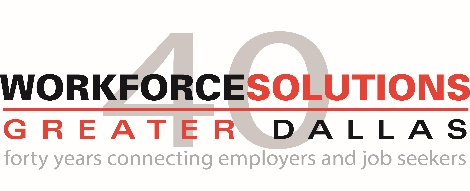 40
WORKFORCESOLUTIONS
GREATER DALLAS
forty years connecting employers and job seekers